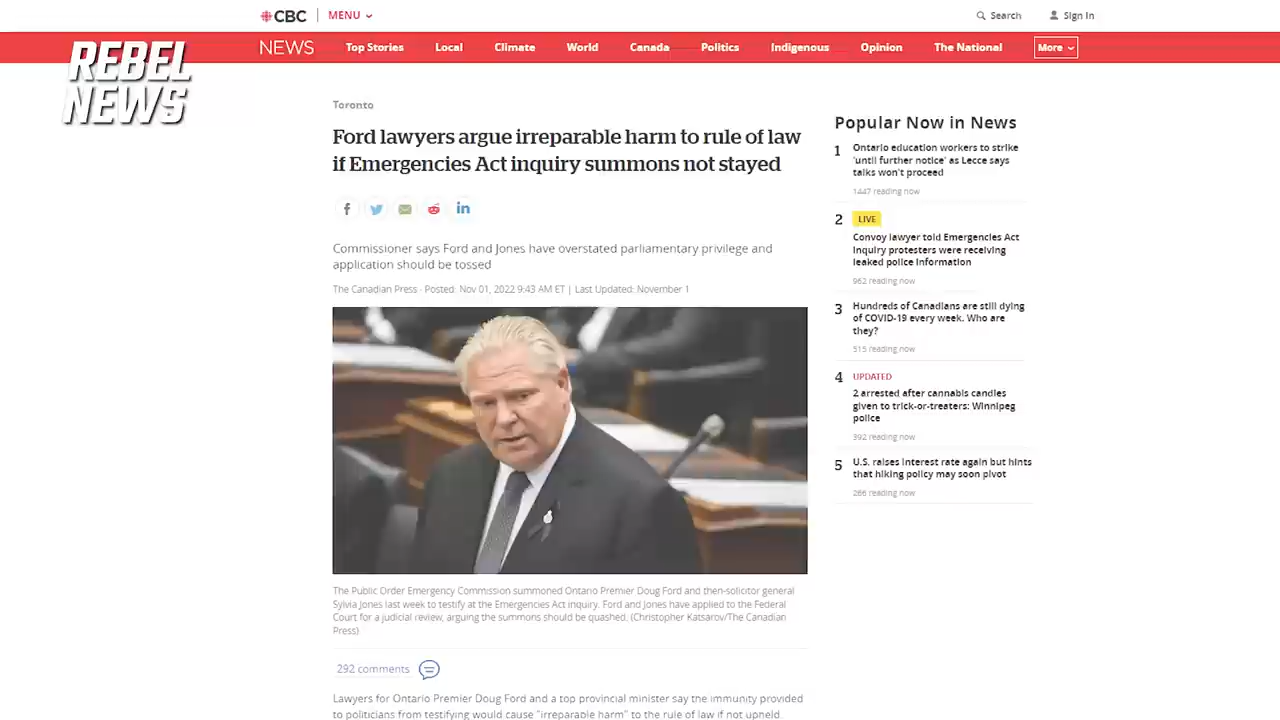 CBC
MENU
Search
Sign In
REBEL
NEWS
NEWS
Top Stories
Local
Climate
World
Canada
Politics
Indigenous
Opinion
The National
More
Toronto
Ford lawyers argue irreparable harm to rule of law
if Emergencies Act inquiry summons not stayed
Commissioner says Ford and Jones have overstated parliamentary privilege and
application should be tossed
The Canadian Press · Posted: Nov 01, 2022 9:43 AM ET | Last Updated: November 1
The Public Order Emergency Commission summoned Ontario Premier Doug Ford and then-solicitor general
Sylvia Jones last week to testify at the Emergencies Act inquiry. Ford and Jones have applied to the Federal
Court for a judicial review, arguing the summons should be quashed. (Christopher Katsarov/The Canadian
Press)
292 comments
Lawyers for Ontario Premier Doug Ford and a top provincial minister say the immunity provided
to politicians from testifying would cause "irreparable harm" to the rule of law if not upheld
Popular Now in News
1
Ontario education workers to strike
'until further notice' as Lecce says
talks won't proceed
1447 reading now
2
LIVE
Convoy lawyer told Emergencies Act
Inquiry protesters were receiving
leaked police information
962 reading now
3
Hundreds of Canadians are still dying
of COVID-19 every week. Who are
they?
515 reading now
4
UPDATED
2 arrested after cannabis candies
given to trick-or-treaters: Winnipeg
police
392 reading now
5
U.S. raises interest rate again but hints
that hiking policy may soon pivot
266 reading now